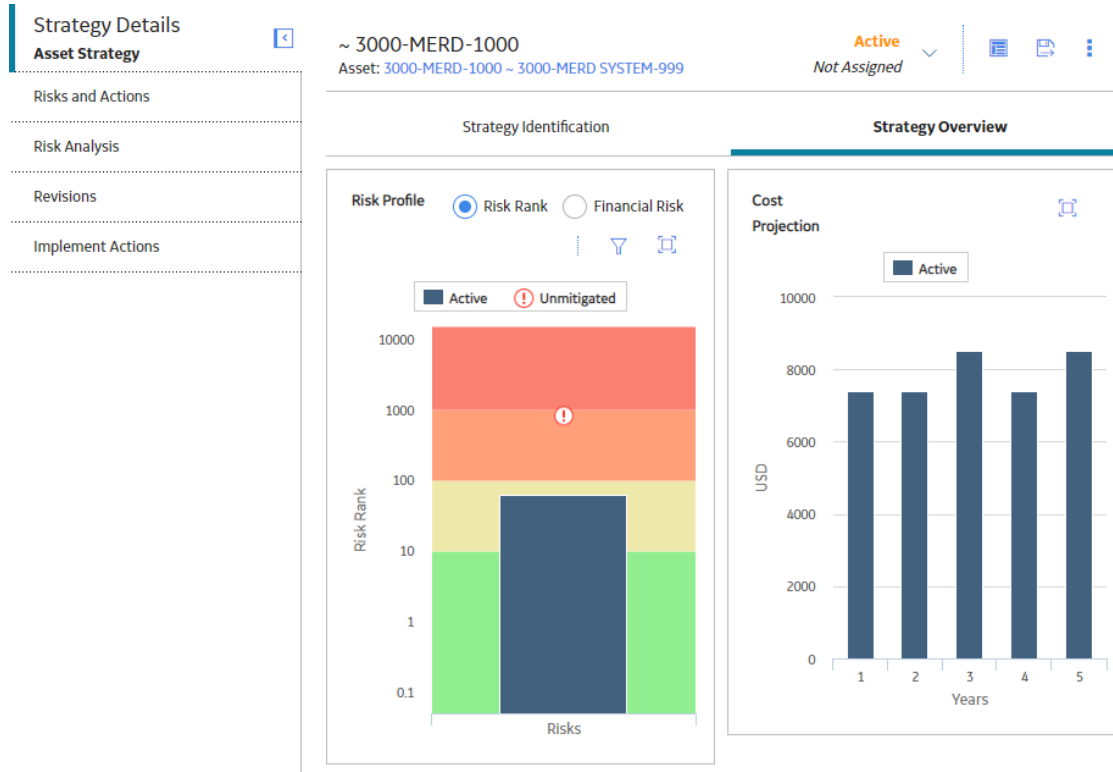 Strategy Details
Asset Strategy
Risks and Actions
Risk Analysis
Revisions
Implement Actions
~ 3000-MERD-1000
Asset: 3000-MERD-1000 ~ 3000-MERD SYSTEM-999
Active
Not Assigned
Strategy Identification
Strategy Overview
Risk Profile
Risk Rank
Financial Risk
Active
Unmitigated
10000
1000
100
10
1
0.1
Risk Rank
Risks
Cost
Projection
Active
10000
8000
6000
4000
2000
0
USD
1 2 3 4 5
Years